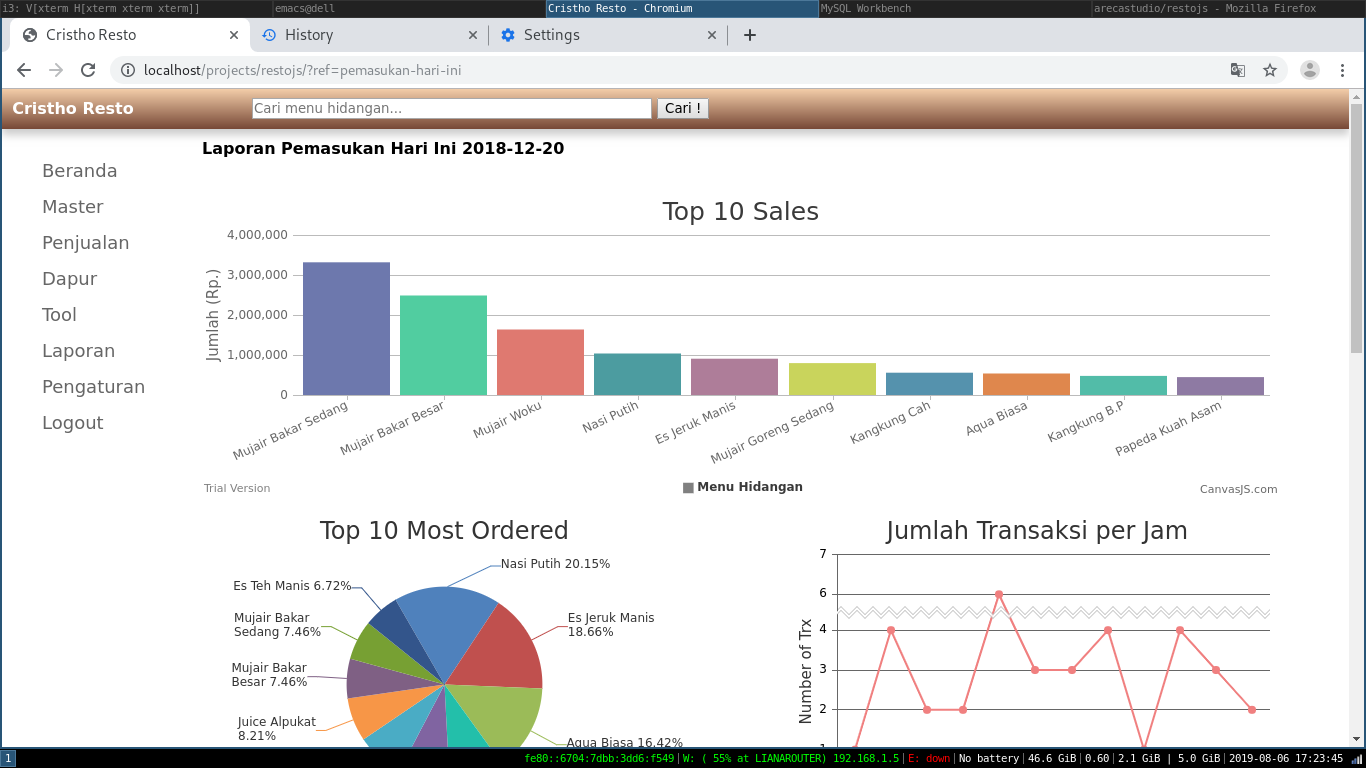 i3: V[xterm H[xterm xterm xterm]]
emacs@dell
Cristho Resto - Chromium
MySQL Workbench
arecastudio/restojs - Mozilla Firefox
Cristho Resto
History
Settings
localhost/projects/restojs/?ref=pemasukan-hari-ini
Cristho Resto
Cari menu hidangan...
Cari !
Beranda
Master
Penjualan
Dapur
Tool
Laporan
Pengaturan
Logout
Laporan Pemasukan Hari Ini 2018-12-20
Top 10 Sales
Jumlah (Rp.)
4,000,000
3,000,000
2,000,000
1,000,000
0
Mujair Bakar Sedang
Mujair Bakar Besar
Mujair Woku
Nasi Putih
Es Jeruk Manis
Mujair Goreng Sedang
Kangkung Cah
Aqua Biasa
Kangkung B.P
Papeda Kuah Asam
Trial Version
Menu Hidangan
CanvasJS.com
Top 10 Most Ordered
Nasi Putih 20.15%
Es Teh Manis 6.72%
Mujair Bakar
Sedang 7.46%
Es Jeruk Manis
18.66%
Mujair Bakar
Besar 7.46%
Juice Alpukat
8.21%
Aqua Biasa 16.42%
Jumlah Transaksi per Jam
Number of Trx
7
6
4
3
2
1
1
fe80::6704:7dbb:3dd6:f549 | W: ( 55% at LIANAROUTER) 192.168.1.5 | E: down | No battery | 46.6 GiB | 0.60 | 2.1 GiB | 5.0 GiB | 2019-08-06 17:23:45